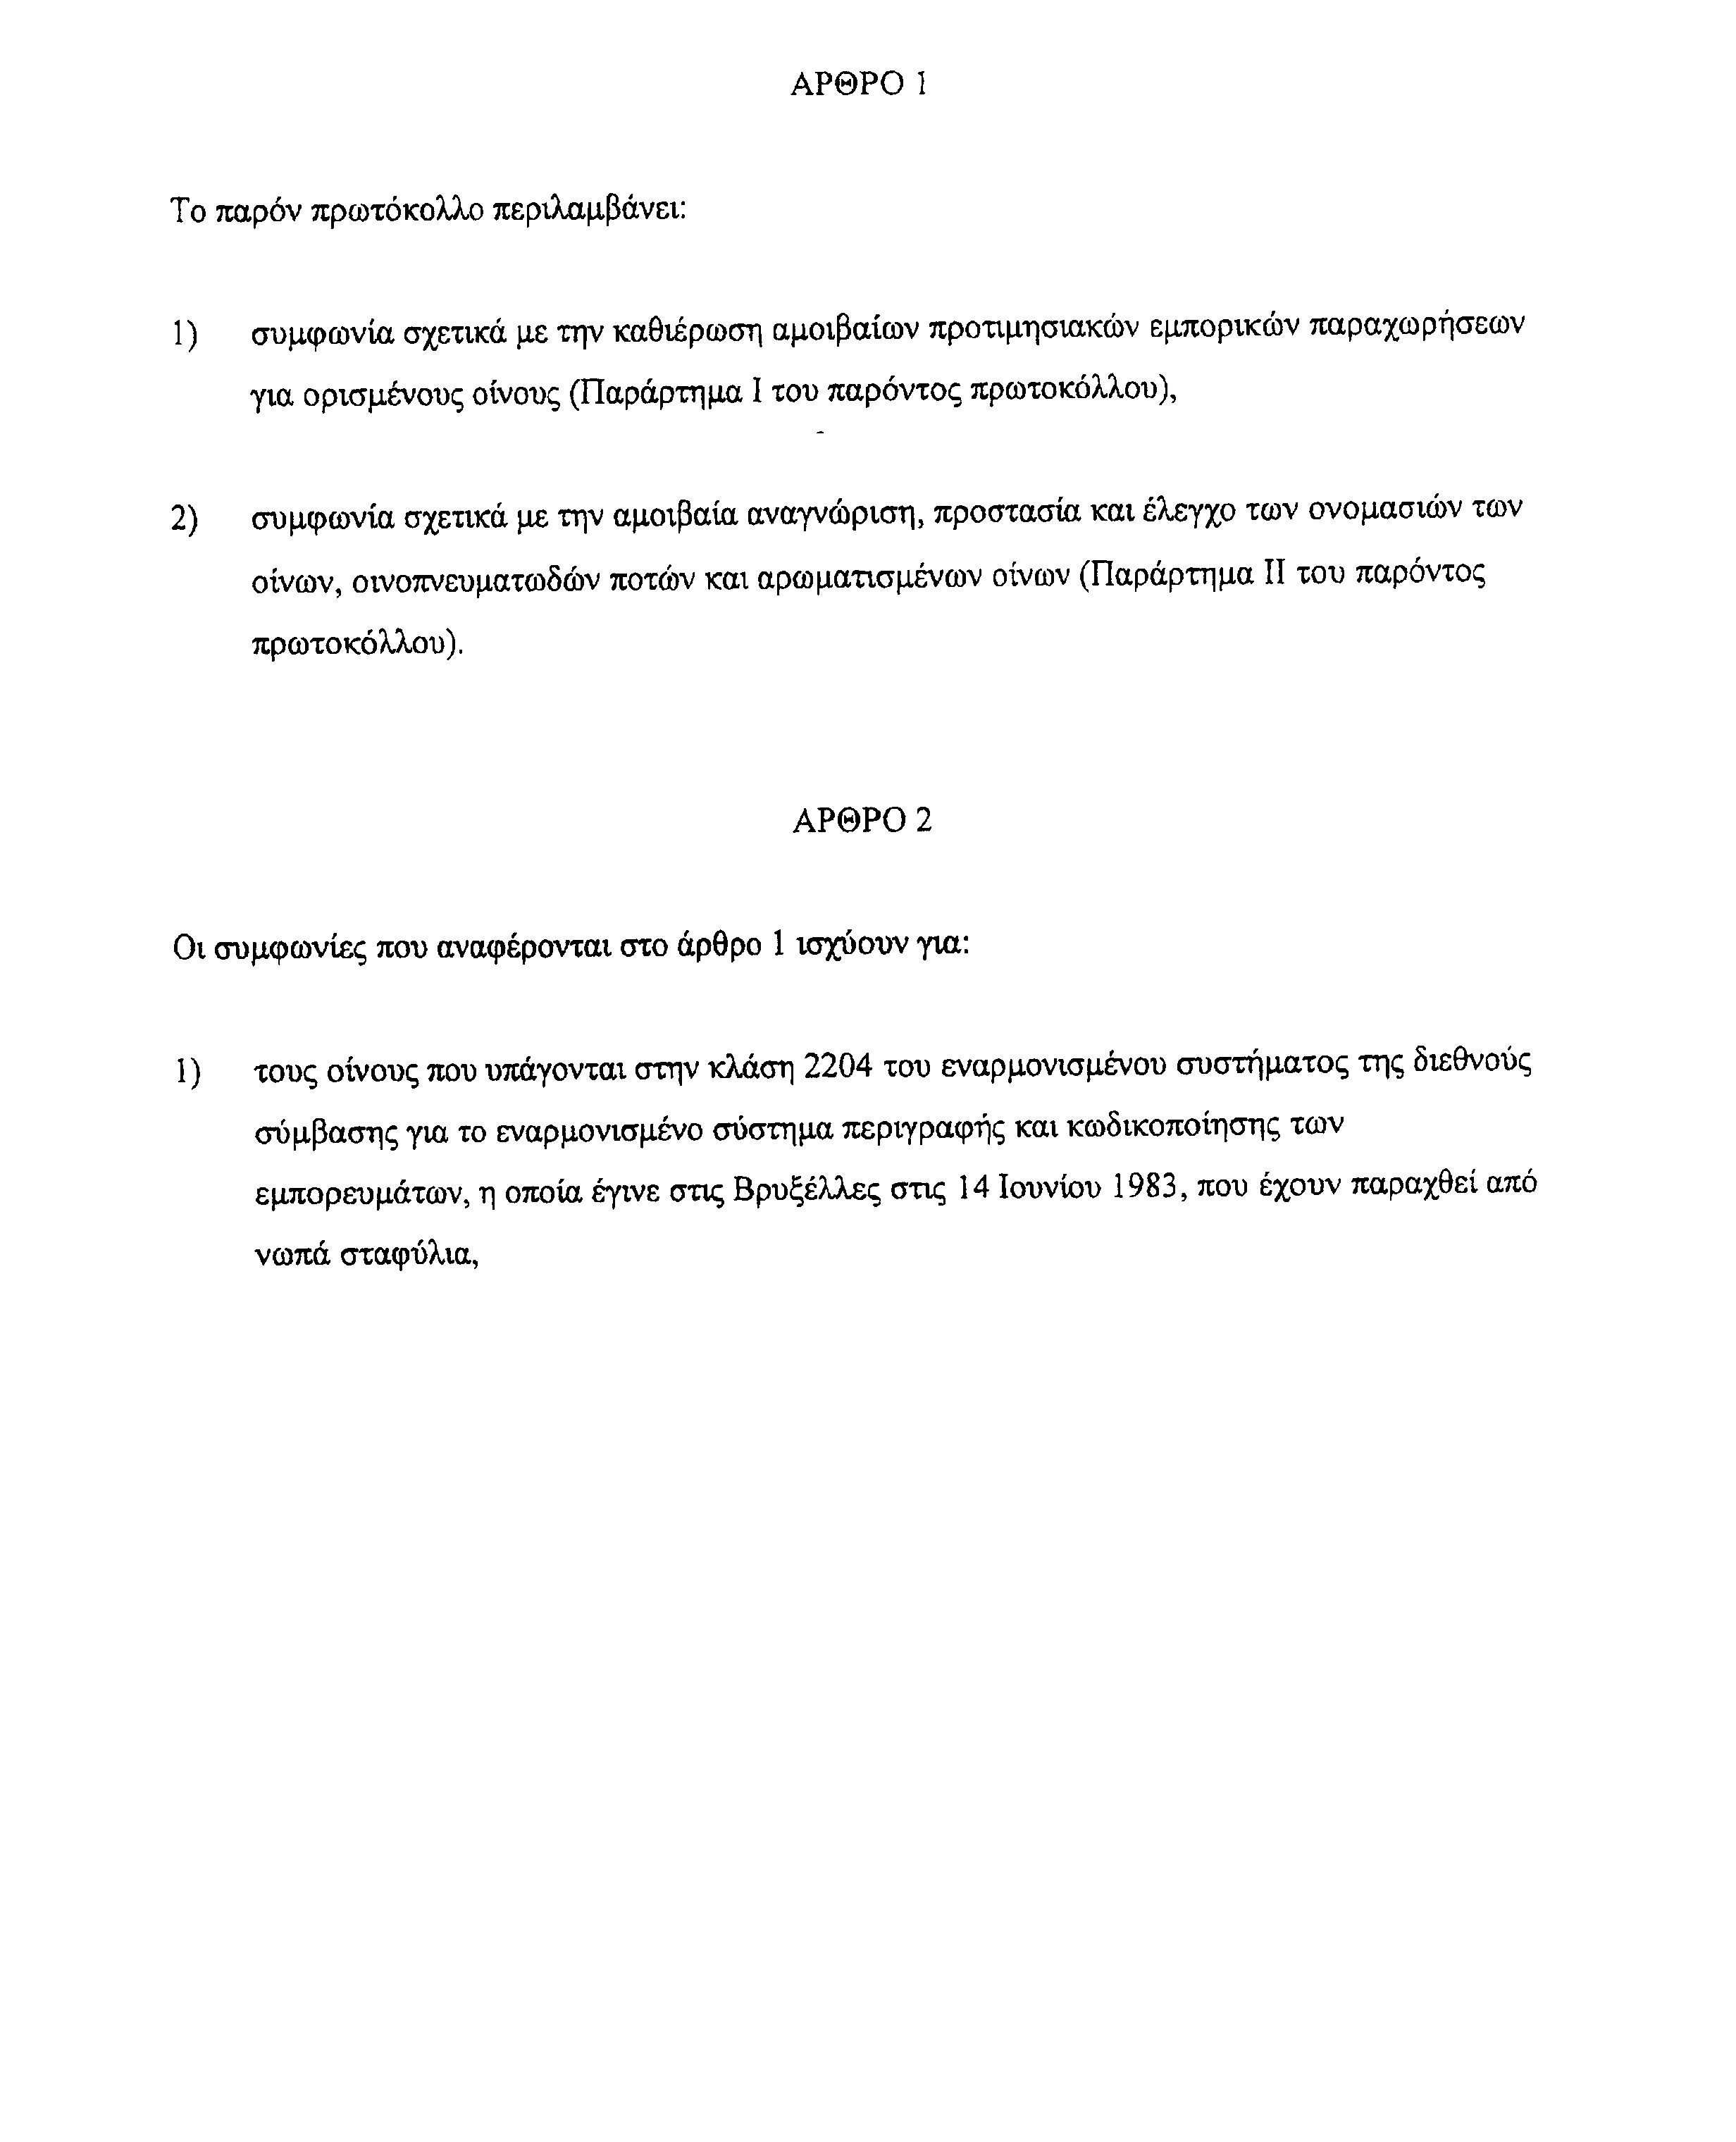 ΑΡΘΡΟ 1
Το παρόν πρωτόκολλο περιλαμβάνει:
1) συμφωνία σχετικά με την καθιέρωση αμοιβαίων προτιμησιακών εμπορικών παραχωρήσεων
για ορισμένους οίνους (Παράρτημα Ι του παρόντος πρωτοκόλλου),
2) συμφωνία σχετικά με την αμοιβαία αναγνώριση, προστασία και έλεγχο των ονομασιών των
οίνων, οινοπνευματωδών ποτών και αρωματισμένων οίνων (Παράρτημα ΙΙ του παρόντος
πρωτοκόλλου).
ΑΡΘΡΟ 2
Οι συμφωνίες που αναφέρονται στο άρθρο 1 ισχύουν για:
1) τους οίνους που υπάγονται στην κλάση 2204 του εναρμονισμένου συστήματος της διεθνούς
σύμβασης για το εναρμονισμένο σύστημα περιγραφής και κωδικοποίησης των
εμπορευμάτων, η οποία έγινε στις Βρυξέλλες στις 14 Ιουνίου 1983, που έχουν παραχθεί από
νωπά σταφύλια,